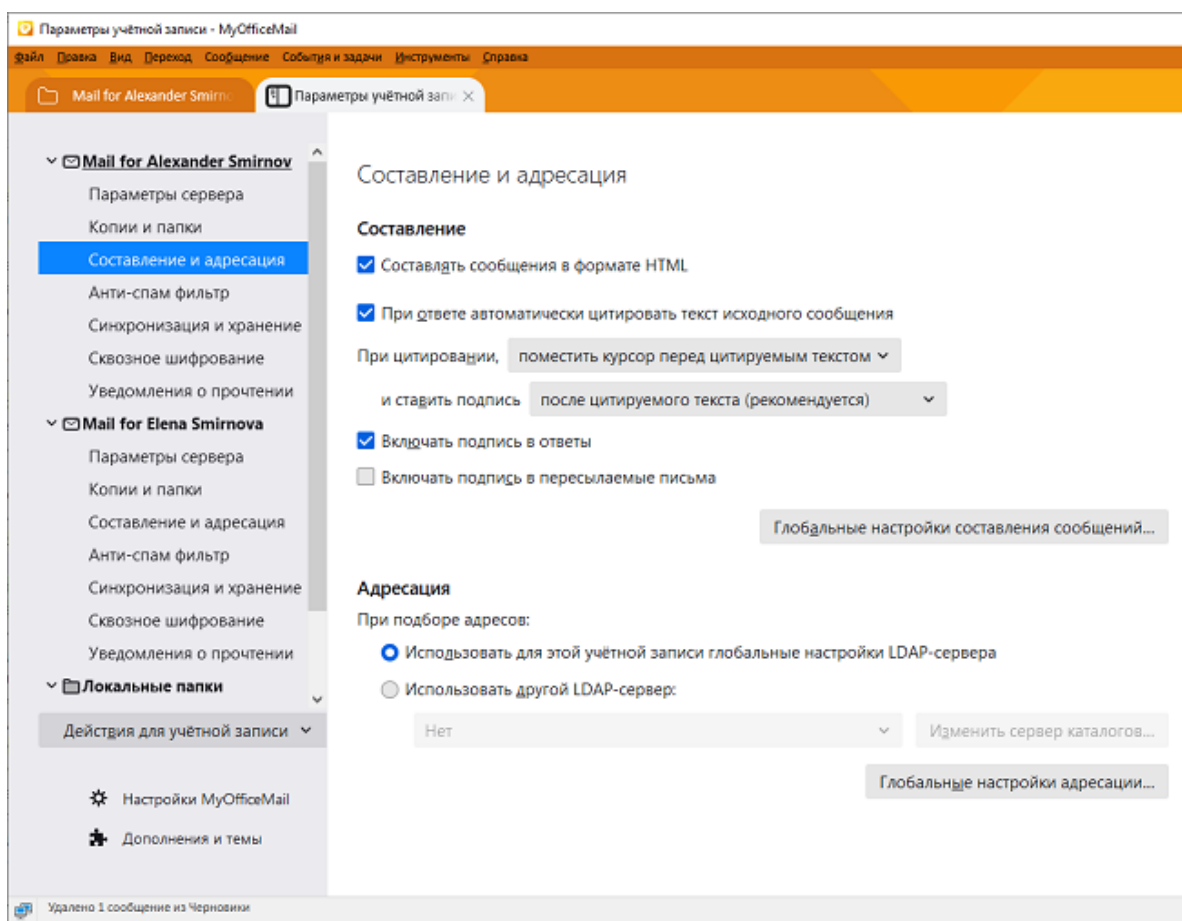 Параметры учётной записи - MyOfficeMail
Файл Правка Вид Переход Сообщение События и задачи Инструменты Справка
Mail for Alexander Smirno
Параметры учётной запи
Mail for Alexander Smirnov
Параметры сервера
Копии и папки
Составление и адресация
Анти-спам фильтр
Синхронизация и хранение
Сквозное шифрование
Уведомления о прочтении
Mail for Elena Smirnova
Параметры сервера
Копии и папки
Составление и адресация
Анти-спам фильтр
Синхронизация и хранение
Сквозное шифрование
Уведомления о прочтении
Локальные папки
Действия для учётной записи
Настройки MyOfficeMail
Дополнения и темы
Составление и адресация
Составление
Составлять сообщения в формате HTML
При ответе автоматически цитировать текст исходного сообщения
При цитировании, поместить курсор перед цитируемым текстом
и ставить подпись после цитируемого текста (рекомендуется)
Включать подпись в ответы
Включать подпись в пересылаемые письма
Глобальные настройки составления сообщений...
Адресация
При подборе адресов:
Использовать для этой учётной записи глобальные настройки LDAP-сервера
Использовать другой LDAP-сервер:
Нет
Изменить сервер каталогов...
Глобальные настройки адресации...
Удалено 1 сообщение из Черновики